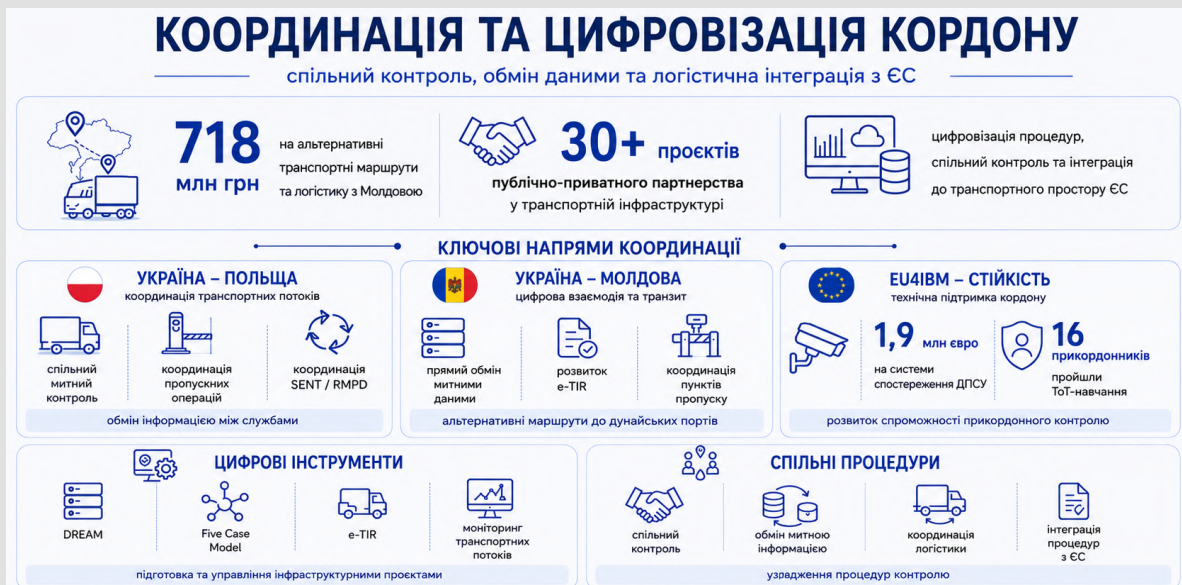 КООРДИНАЦІЯ ТА ЦИФРОВІЗАЦІЯ КОРДОНУ
спільний контроль, обмін даними та логістична інтеграція з ЄС
718
млн грн
на альтернативні
транспортні маршрути
та логістику з Молдовою
30+ проєктів
публічно-приватного партнерства
у транспортній інфраструктурі
цифровізація процедур,
спільний контроль та інтеграція
до транспортного простору ЄС
КЛЮЧОВІ НАПРЯМИ КООРДИНАЦІЇ
УКРАЇНА – ПОЛЬЩА
координація транспортних потоків
спільний
митний
контроль
координація
пропускних
операцій
координація
SENT / RMPD
обмін інформацією між службами
УКРАЇНА – МОЛДОВА
цифрова взаємодія та транзит
прямий обмін
митними
даними
розвиток
e-TIR
координація
пунктів
пропуску
альтернативні маршрути до дунайських портів
EU4IBM – СТІЙКІСТЬ
технічна підтримка кордону
1,9 млн євро
на системи
спостереження ДПСУ
16
прикордонників
пройшли
ToT-навчання
розвиток спроможності прикордонного контролю
ЦИФРОВІ ІНСТРУМЕНТИ
DREAM
Five Case
Model
e-TIR
моніторинг
транспортних
потоків
підготовка та управління інфраструктурними проєктами
СПІЛЬНІ ПРОЦЕДУРИ
спільний
контроль
обмін митною
інформацією
координація
логістики
інтеграція
процедур
з ЄС
процедур контролю